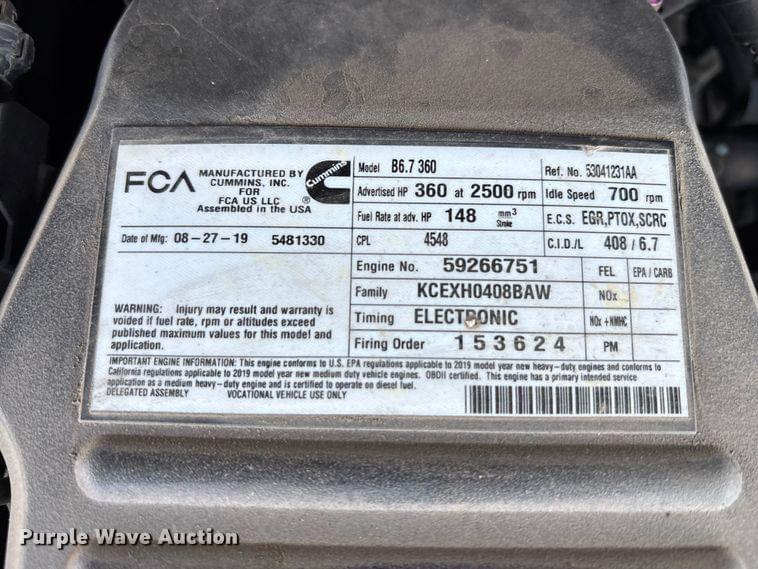 FCA
MANUFACTURED BY
CUMMINS, INC.
FOR
FCA US LLC
Assembled in the USA
Cummins
®
Date of Mfg: 08-27-19 5481330
WARNING: Injury may result and warranty is
voided if fuel rate, rpm or altitudes exceed
published maximum values for this model and
application.
Model B6.7 360
Ref. No. 53041231AA
Advertised HP 360 at 2500 rpm
Idle Speed 700 rpm
Fuel Rate at adv. HP 148 mm³ Stroke
E.C.S. EGR,PTOX,SCRC
CPL 4548
C.I.D./L 408 / 6.7
Engine No. 59266751
FEL EPA / CARB
Family KCEXH0408BAW
NOx -
Timing ELECTRONIC
NOx +NMHC -
Firing Order 1 5 3 6 2 4
PM -
IMPORTANT ENGINE INFORMATION: This engine conforms to U.S. EPA regulations applicable to 2019 model year new heavy-duty engines and conforms to
California regulations applicable to 2019 model year new medium duty vehicle engines. OBDII certified. This engine has a primary intended service
application as a medium heavy-duty engine and is certified to operate on diesel fuel.
DELEGATED ASSEMBLY VOCATIONAL VEHICLE USE ONLY
Purple Wave Auction®